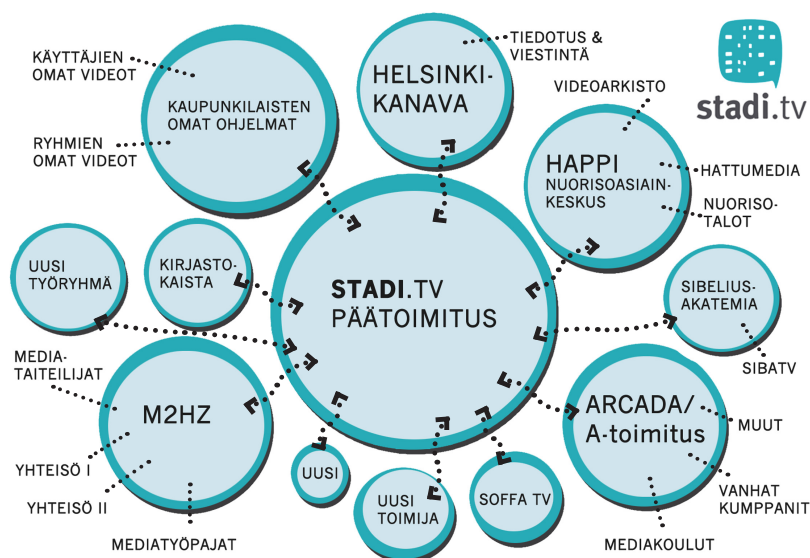 KÄYTTÄJIEN
OMAT VIDEOT
RYHMIEN
OMAT VIDEOT
KAUPUNKILAISTEN
OMAT OHJELMAT
TIEDOTUS &
VIESTINTÄ
HELSINKI-
KANAVA
stadi.tv
VIDEOARKISTO
HAPPI
NUORISOASIAIN-
KESKUS
HATTUMEDIA
NUORISO-
TALOT
UUSI
TYÖRYHMÄ
KIRJASTO-
KAISTA
STADI.TV
PÄÄTOIMITUS
SIBELIUS-
AKATEMIA
SIBATV
MEDIA-
TAITEILIJAT
M2HZ
YHTEISÖ I
YHTEISÖ II
MEDIATYÖPAJAT
UUSI
UUSI
TOIMIJA
SOFFA TV
ARCADA/
A-toimitus
MUUT
VANHAT
KUMPPANIT
MEDIAKOULUT